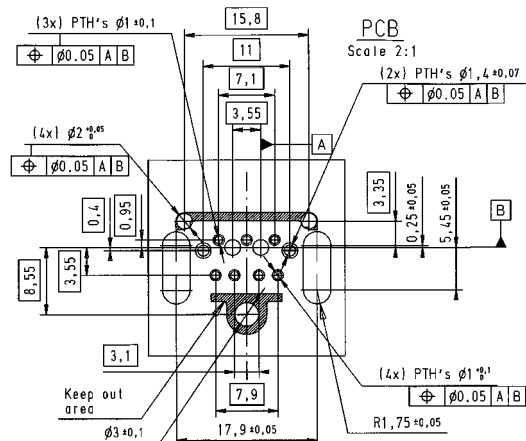 (3x) PTH's Ø1 ±0,1
⌖ Ø0.05 A B
15,8
11
7,1
3,55
PCB
Scale 2:1
(2x) PTH's Ø1,4 ±0,07
⌖ Ø0.05 A B
(4x) Ø2 +0,05 0
⌖ Ø0.05 A B
A
0,4
0,95
3,35
0,25 ±0,05
5,45 ±0,05
B
8,55
3,55
3,1
7,9
Keep out
area
Ø3 ±0,1
17,9 ±0,05
(4x) PTH's Ø1 +0,1 0
⌖ Ø0.05 A B
R1,75 ±0,05